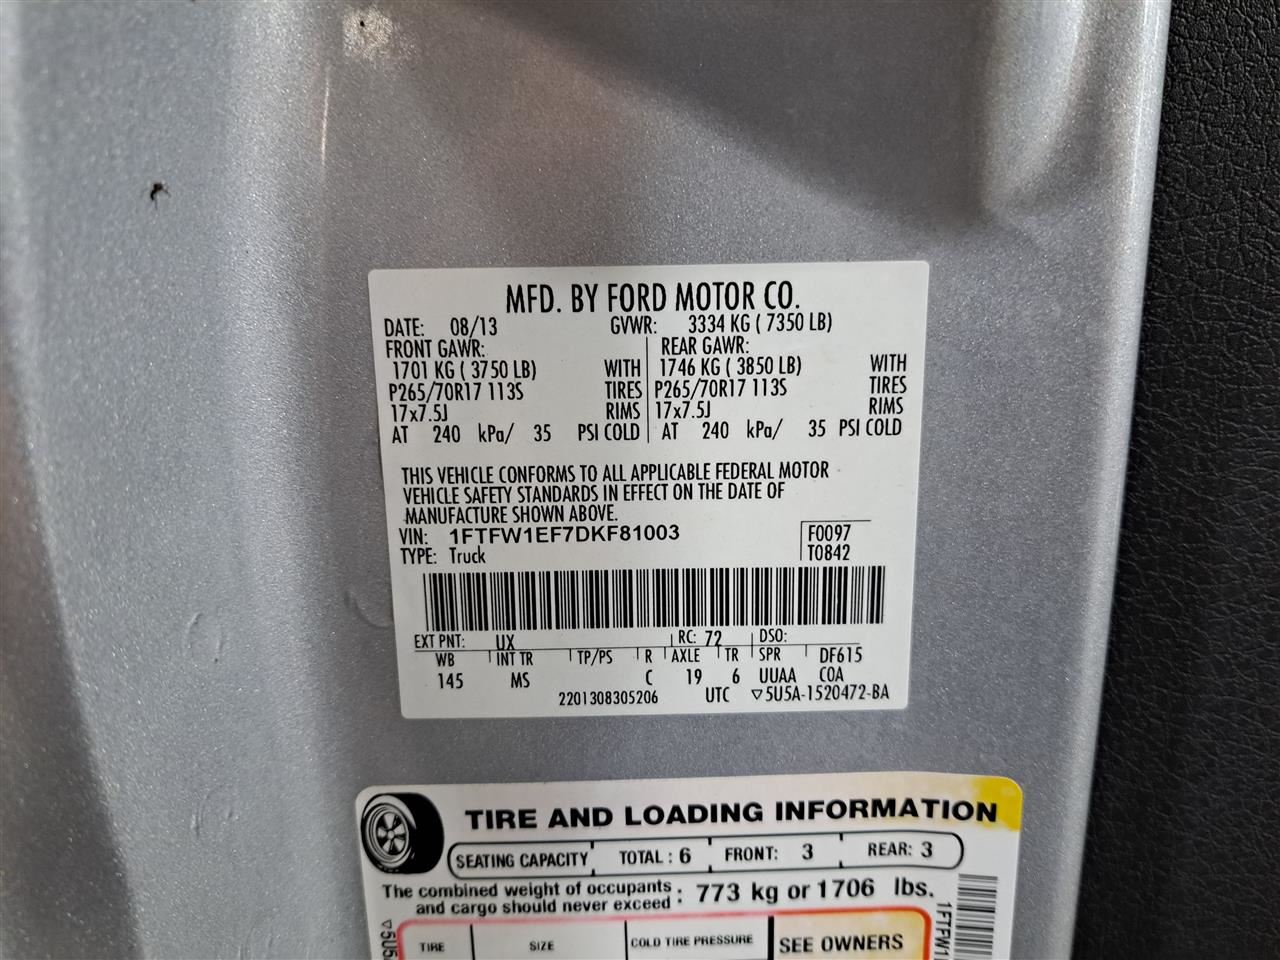 MFD. BY FORD MOTOR CO.
DATE: 08/13 GVWR: 3334 KG ( 7350 LB)
FRONT GAWR: REAR GAWR:
1701 KG ( 3750 LB) WITH 1746 KG ( 3850 LB) WITH
P265/70R17 113S TIRES P265/70R17 113S TIRES
17x7.5J RIMS 17x7.5J RIMS
AT 240 kPa/ 35 PSI COLD AT 240 kPa/ 35 PSI COLD
THIS VEHICLE CONFORMS TO ALL APPLICABLE FEDERAL MOTOR
VEHICLE SAFETY STANDARDS IN EFFECT ON THE DATE OF
MANUFACTURE SHOWN ABOVE.
VIN: 1FTFW1EF7DKF81003 F0097
TYPE: Truck T0842
EXT PNT: UX RC: 72 DSO:
WB INT TR TP/PS R AXLE TR SPR DF615
145 MS C 19 6 UUAA COA
2201308305206 UTC ▽5U5A-1520472-BA
TIRE AND LOADING INFORMATION
SEATING CAPACITY TOTAL : 6 FRONT: 3 REAR: 3
The combined weight of occupants : 773 kg or 1706 lbs.
and cargo should never exceed
TIRE SIZE COLD TIRE PRESSURE SEE OWNERS
▽5U5A
1FTFW1